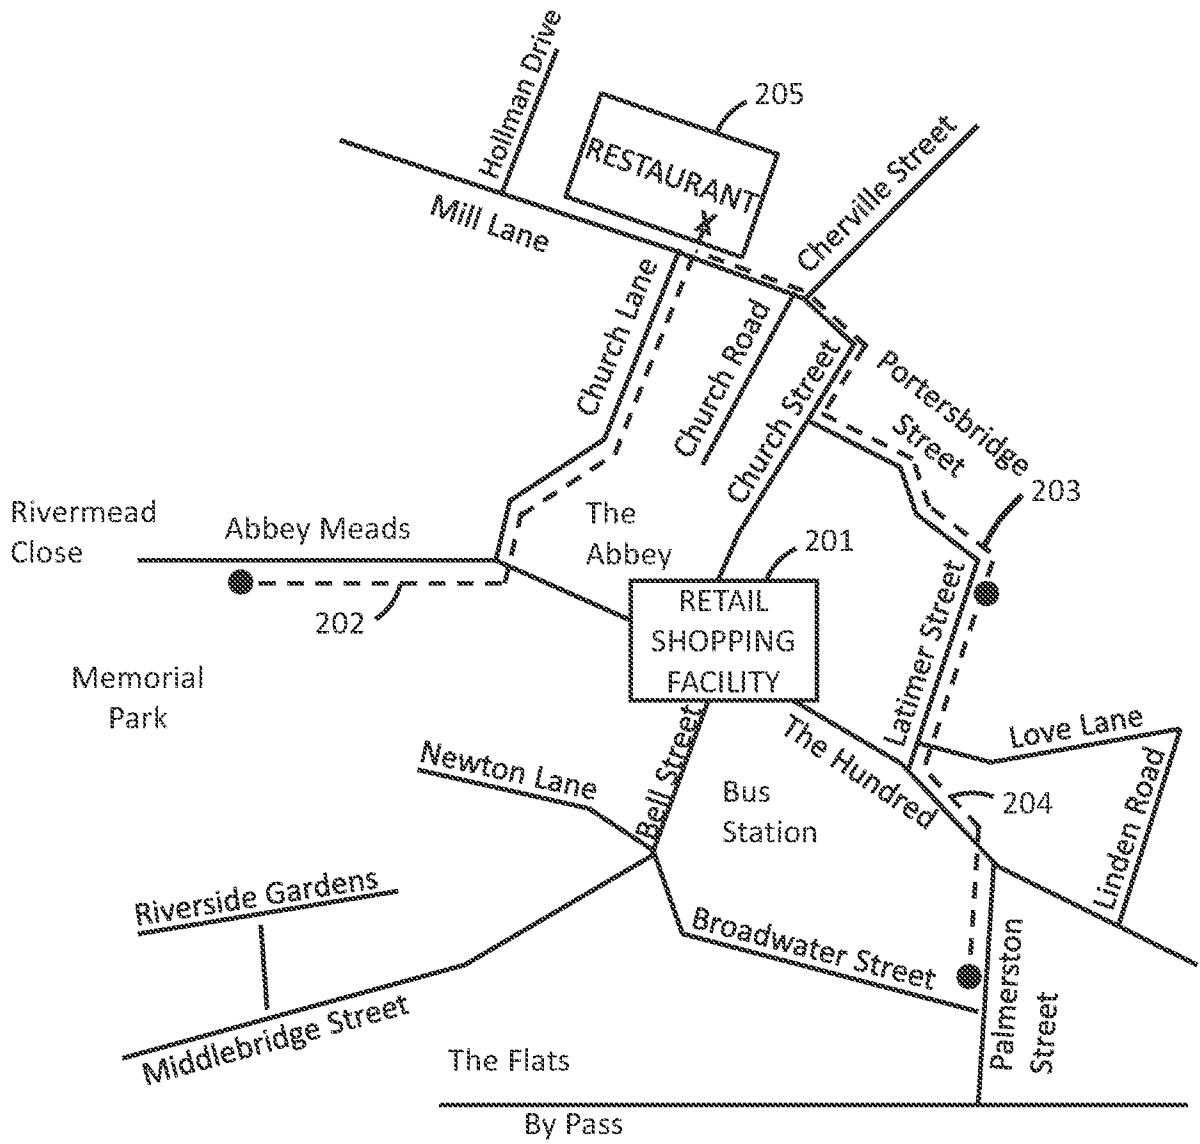 Hollman Drive
205
RESTAURANT
X
Cherville Street
Mill Lane
Church Lane
Church Road
Church Street
Portersbridge
Street
203
Rivermead
Close
Abbey Meads
The
Abbey
201
202
RETAIL
SHOPPING
FACILITY
Latimer Street
Memorial
Park
Love Lane
Newton Lane
Bell Street
The Hundred
Bus
Station
204
Linden Road
Riverside Gardens
Broadwater Street
Palmerston
Street
Middlebridge Street
The Flats
By Pass